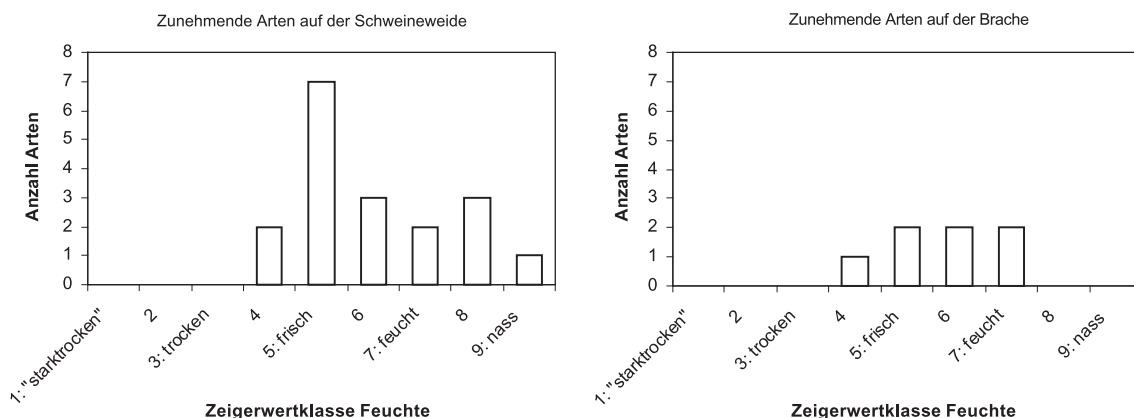 Zunehmende Arten auf der Schweineweide
Anzahl Arten
8
7
6
5
4
3
2
1
0
1: "starktrocken"
2
3: trocken
4
5: frisch
6
7: feucht
8
9: nass
Zeigerwertklasse Feuchte
Zunehmende Arten auf der Brache
Anzahl Arten
8
7
6
5
4
3
2
1
0
1: "starktrocken"
2
3: trocken
4
5: frisch
6
7: feucht
8
9: nass
Zeigerwertklasse Feuchte